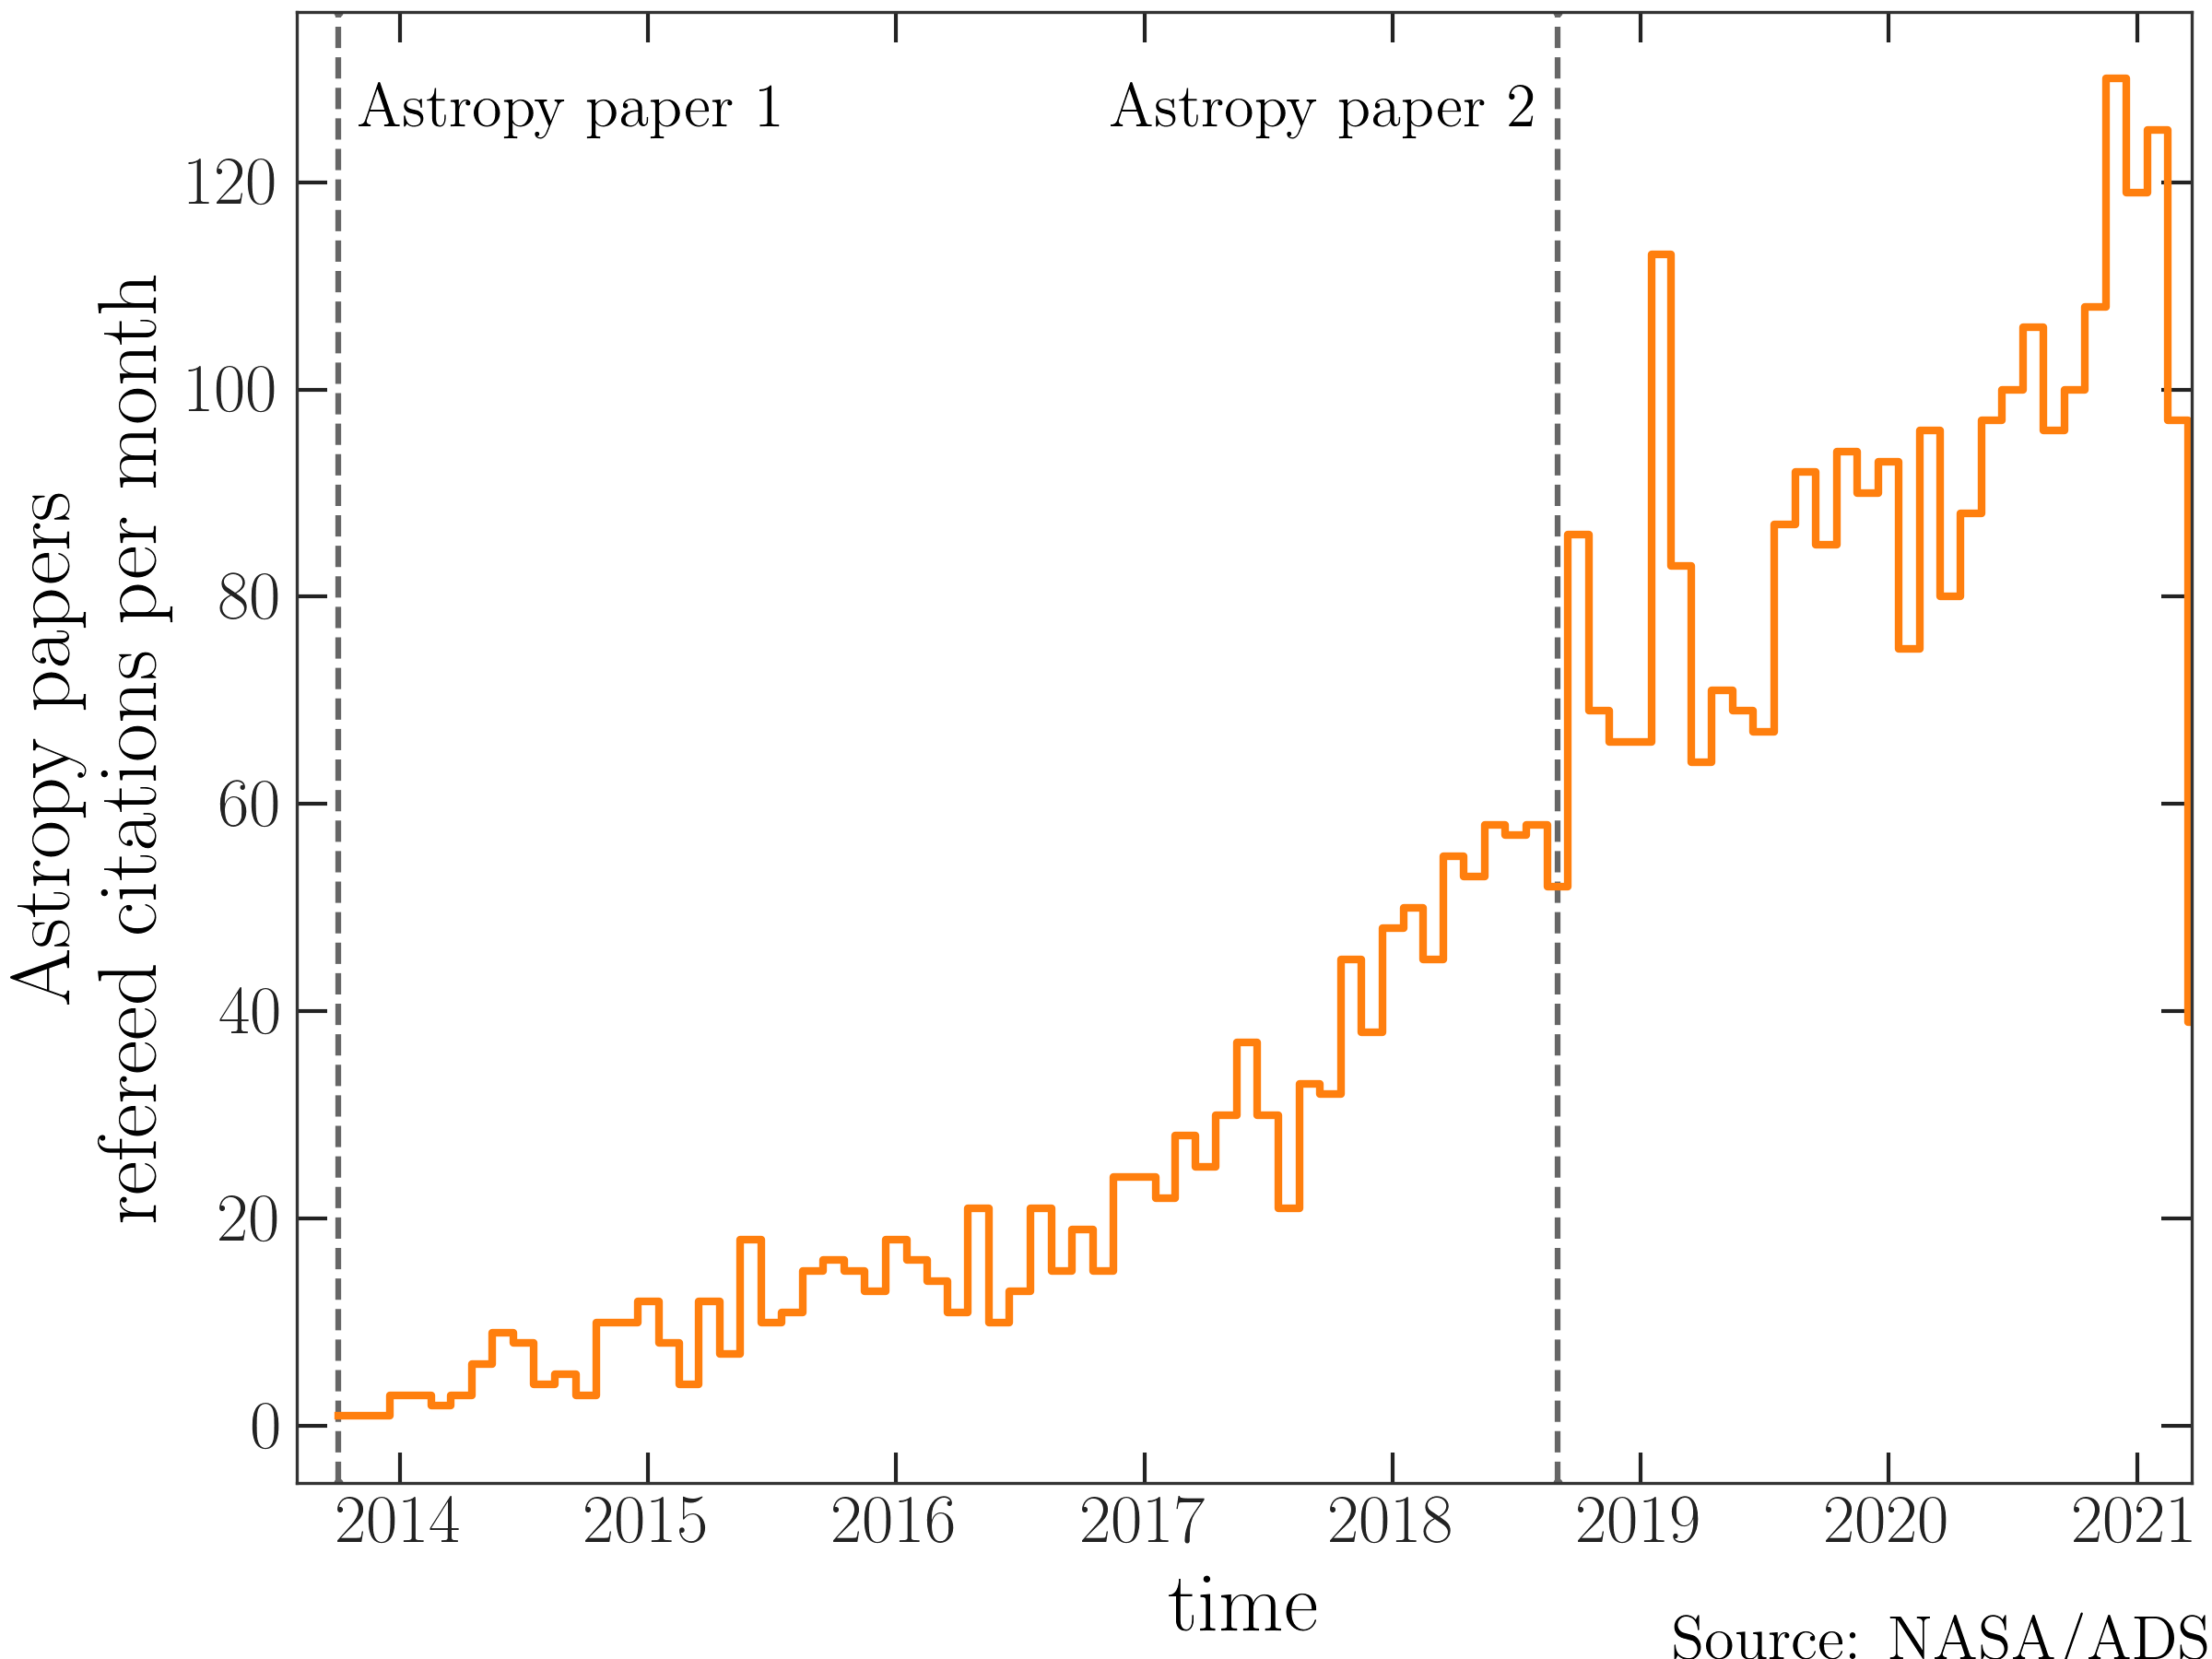 Astropy paper 1
Astropy paper 2
Astropy papers
refereed citations per month
120
100
80
60
40
20
0
2014 2015 2016 2017 2018 2019 2020 2021
time
Source: NASA/ADS